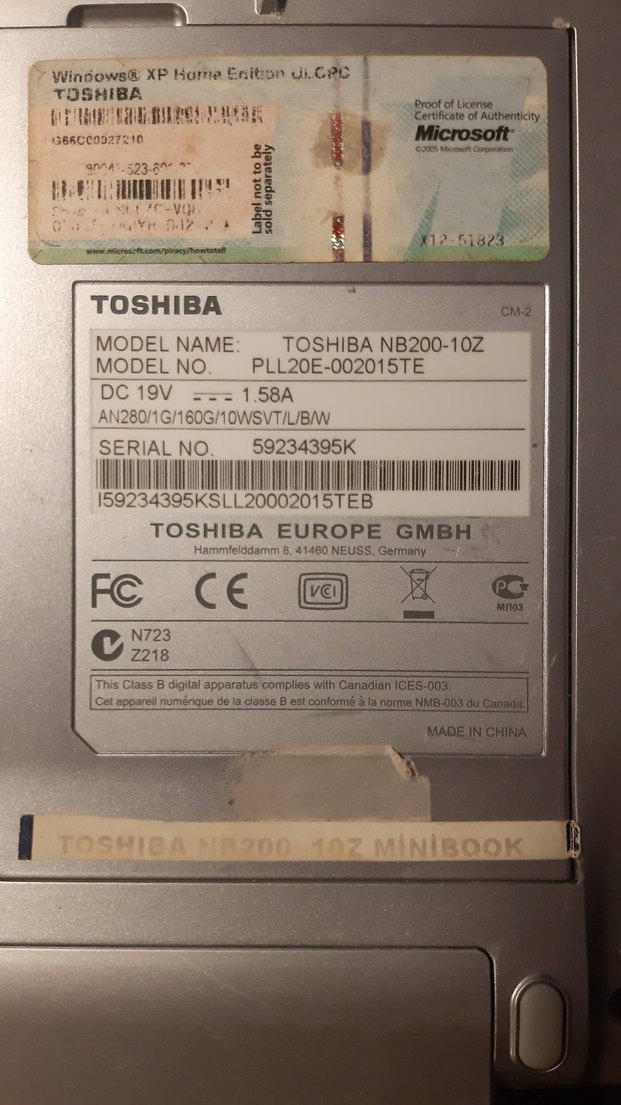 Windows® XP Home Edition ULCPC
TOSHIBA
G66C00027210
Proof of License
Certificate of Authenticity
Microsoft®
©2005 Microsoft Corporation
Label not to be
sold separately
X12-51823
www.microsoft.com/piracy/howtotell
TOSHIBA
CM-2
MODEL NAME: TOSHIBA NB200-10Z
MODEL NO. PLL20E-002015TE
DC 19V 1.58A
AN280/1G/160G/10WSVT/L/B/W
SERIAL NO. 59234395K
I59234395KSLL20002015TEB
TOSHIBA EUROPE GMBH
Hammfelddamm 8, 41460 NEUSS, Germany
FC CE VCI PG
МЛ03
N723
Z218
This Class B digital apparatus complies with Canadian ICES-003.
Cet appareil numérique de la classe B est conformé à la norme NMB-003 du Canada.
MADE IN CHINA
TOSHIBA NB200 10Z MİNİBOOK